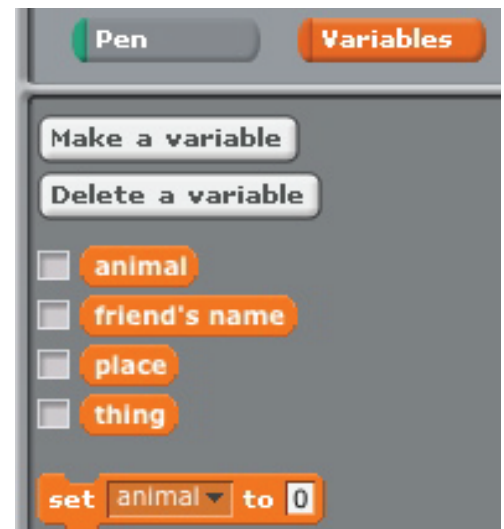 Pen Variables
Make a variable
Delete a variable
animal
friend's name
place
thing
set animal to 0